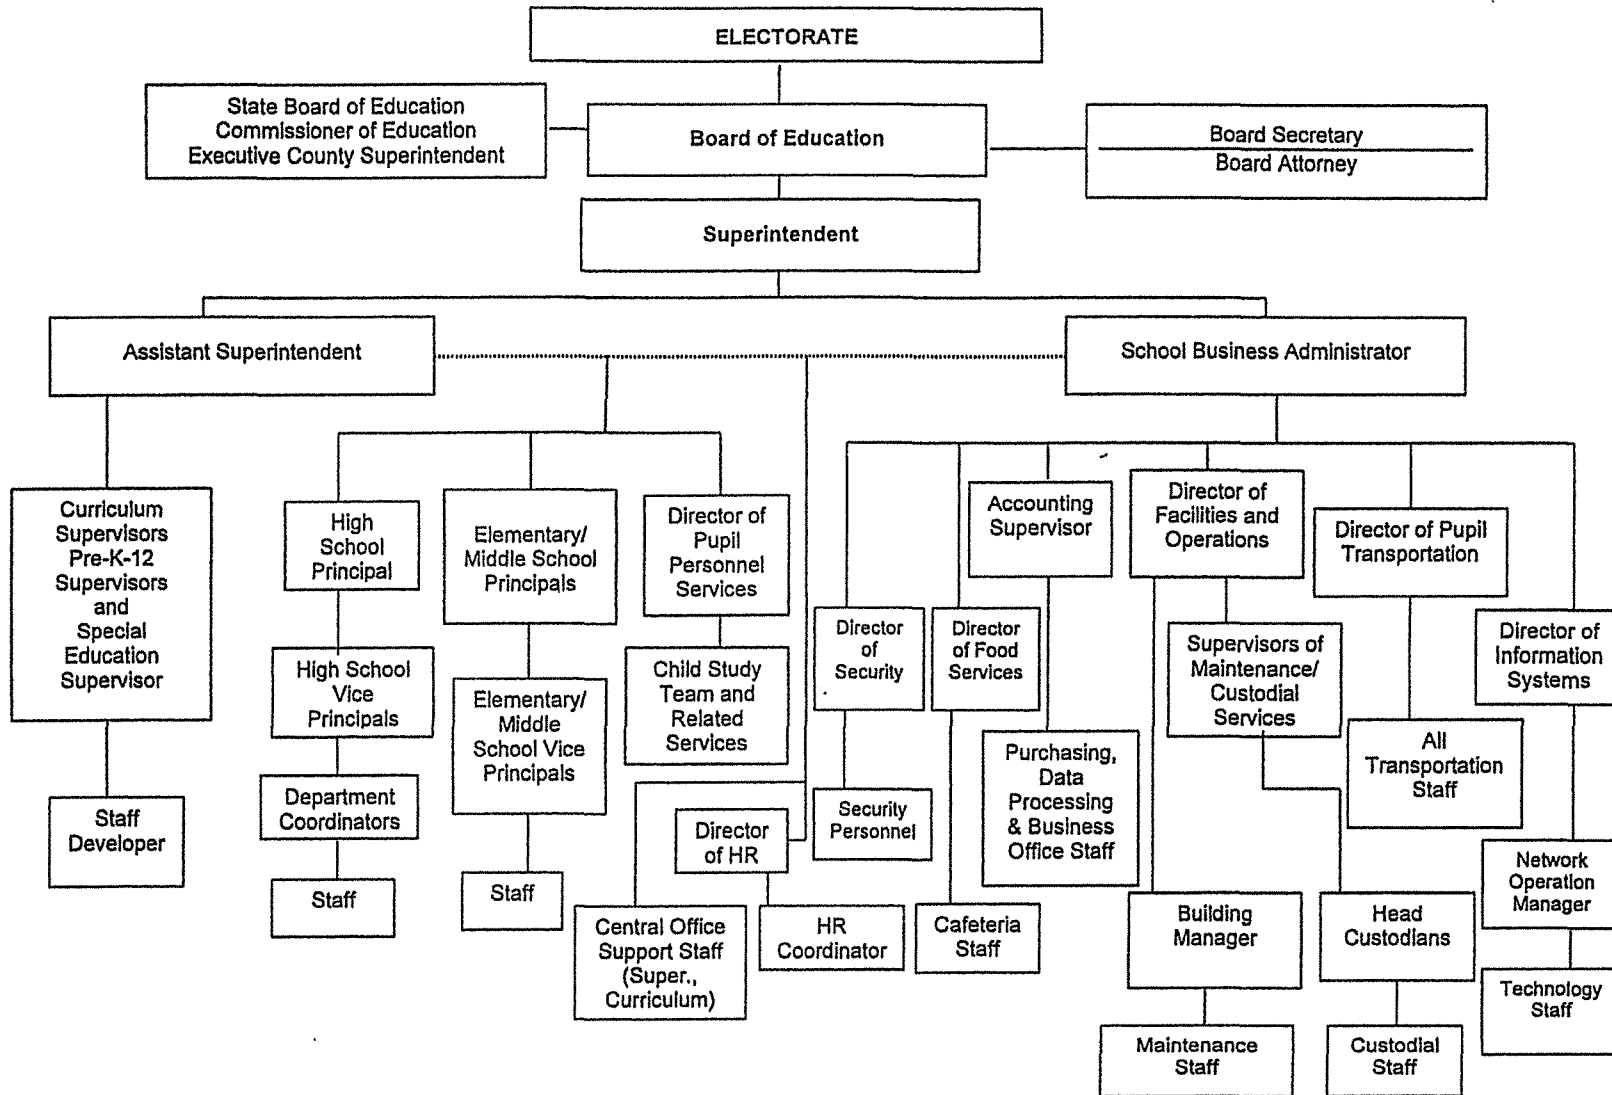 ELECTORATE
State Board of Education
Commissioner of Education
Executive County Superintendent
Board of Education
Board Secretary
Board Attorney
Superintendent
Assistant Superintendent
School Business Administrator
Curriculum
Supervisors
Pre-K-12
Supervisors
and
Special
Education
Supervisor
Staff
Developer
High
School
Principal
High School
Vice
Principals
Department
Coordinators
Staff
Elementary/
Middle School
Principals
Elementary/
Middle
School Vice
Principals
Staff
Director of
Pupil
Personnel
Services
Child Study
Team and
Related
Services
Director
of HR
Central Office
Support Staff
(Super.,
Curriculum)
HR
Coordinator
Director
of
Security
Security
Personnel
Director
of Food
Services
Cafeteria
Staff
Accounting
Supervisor
Purchasing,
Data
Processing
& Business
Office Staff
Director of
Facilities and
Operations
Supervisors of
Maintenance/
Custodial
Services
Building
Manager
Maintenance
Staff
Head
Custodians
Custodial
Staff
Director of Pupil
Transportation
All
Transportation
Staff
Director of
Information
Systems
Network
Operation
Manager
Technology
Staff